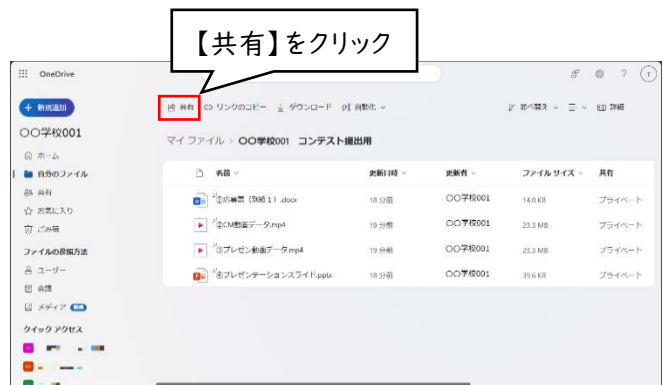 【共有】をクリック
OneDrive
?
T
+ 新規追加
共有 リンクのコピー ダウンロード 自動化
並べ替え 詳細
〇〇学校001
マイ ファイル > 〇〇学校001 コンテスト提出用
ホーム
自分のファイル
共有
お気に入り
ごみ箱
ファイルの参照方法
ユーザー
会議
メディア 新規
クイック アクセス
名前 更新日時 更新者 ファイル サイズ 共有
①応募票（別紙１）.docx 18 分前 〇〇学校001 14.0 KB プライベート
②CM動画データ.mp4 19 分前 〇〇学校001 23.3 MB プライベート
③プレゼン動画データ.mp4 19 分前 〇〇学校001 23.3 MB プライベート
④プレゼンテーションスライド.pptx 18 分前 〇〇学校001 39.6 KB プライベート